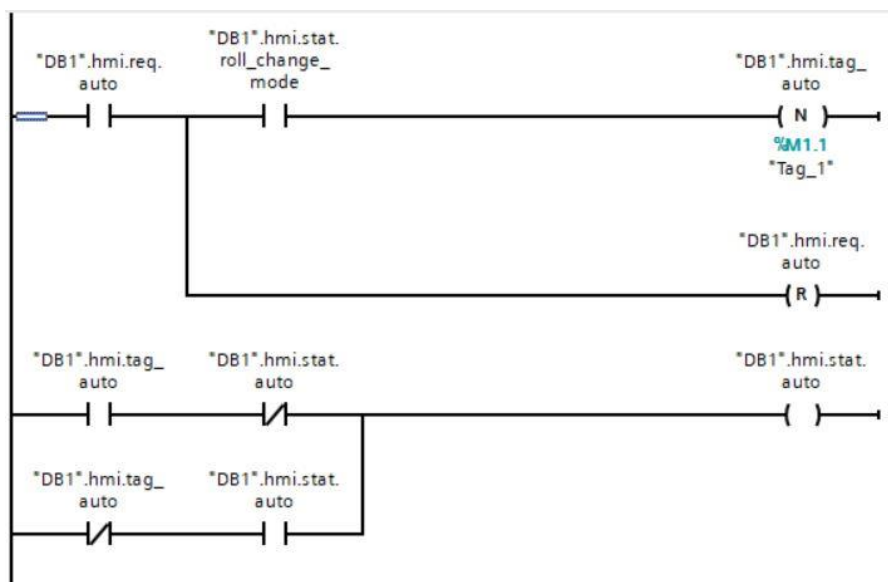 "DB1".hmi.req.
auto
"DB1".hmi.stat.
roll_change_
mode
"DB1".hmi.tag_
auto
N
%M1.1
"Tag_1"
"DB1".hmi.req.
auto
R
"DB1".hmi.tag_
auto
"DB1".hmi.stat.
auto
"DB1".hmi.stat.
auto
"DB1".hmi.tag_
auto
"DB1".hmi.stat.
auto